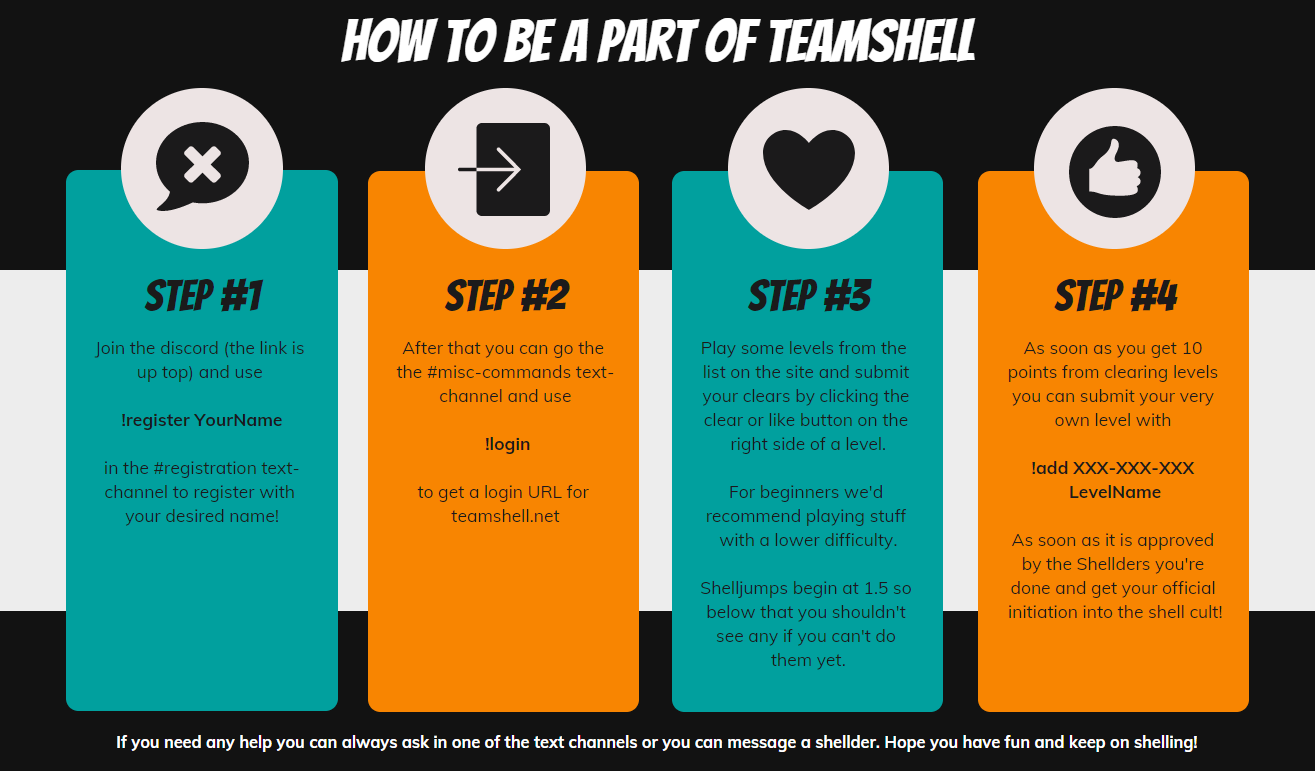 HOW TO BE A PART OF TEAMSHELL
STEP #1
Join the discord (the link is
up top) and use
!register YourName
in the #registration text-
channel to register with
your desired name!
STEP #2
After that you can go the
the #misc-commands text-
channel and use
!login
to get a login URL for
teamshell.net
STEP #3
Play some levels from the
list on the site and submit
your clears by clicking the
clear or like button on the
right side of a level.
For beginners we'd
recommend playing stuff
with a lower difficulty.
Shelljumps begin at 1.5 so
below that you shouldn't
see any if you can't do
them yet.
STEP #4
As soon as you get 10
points from clearing levels
you can submit your very
own level with
!add XXX-XXX-XXX
LevelName
As soon as it is approved
by the Shellders you're
done and get your official
initiation into the shell cult!
If you need any help you can always ask in one of the text channels or you can message a shellder. Hope you have fun and keep on shelling!